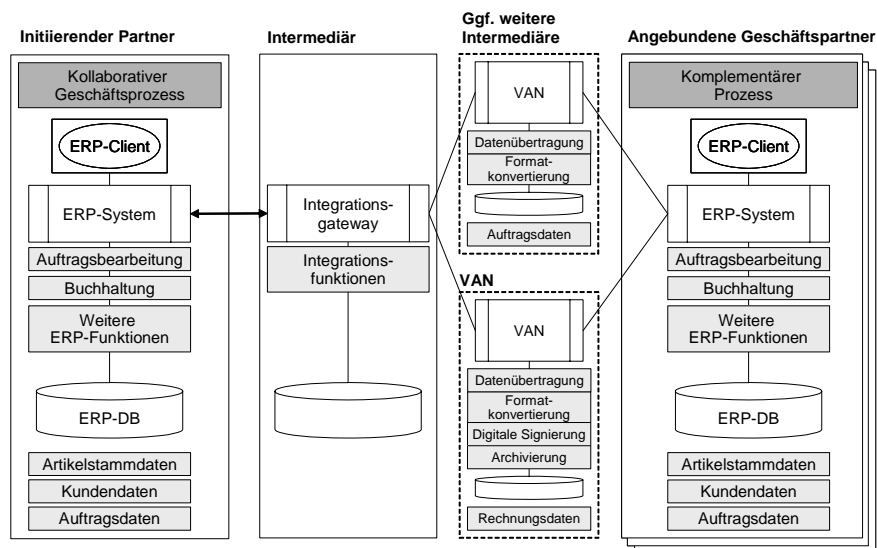 Initiierender Partner
Kollaborativer
Geschäftsprozess
ERP-Client
ERP-System
Auftragsbearbeitung
Buchhaltung
Weitere
ERP-Funktionen
ERP-DB
Artikelstammdaten
Kundendaten
Auftragsdaten
Intermediär
Integrations-
gateway
Integrations-
funktionen
Ggf. weitere
Intermediäre
VAN
Datenübertragung
Format-
konvertierung
Auftragsdaten
VAN
VAN
Datenübertragung
Format-
konvertierung
Digitale Signierung
Archivierung
Rechnungsdaten
Angebundene Geschäftspartner
Komplementärer
Prozess
ERP-Client
ERP-System
Auftragsbearbeitung
Buchhaltung
Weitere
ERP-Funktionen
ERP-DB
Artikelstammdaten
Kundendaten
Auftragsdaten